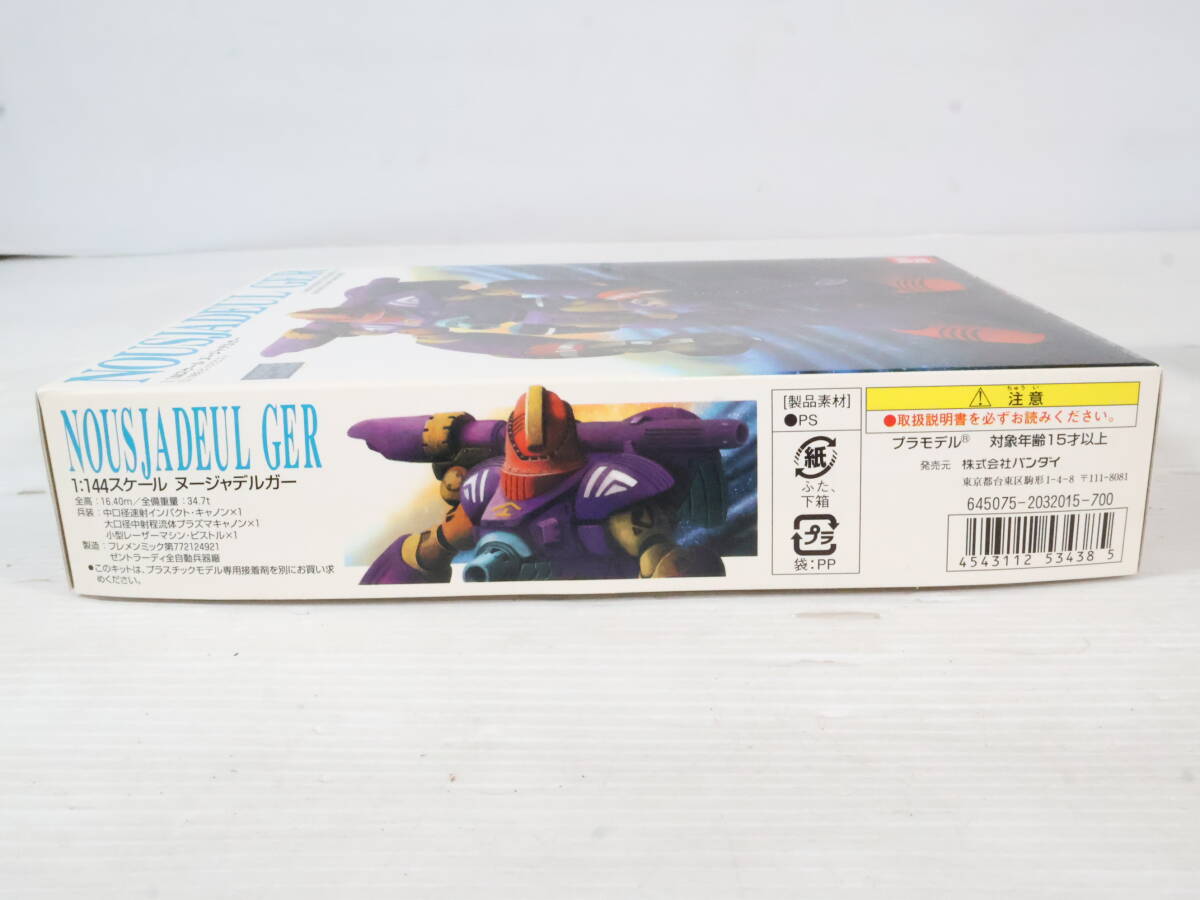 NOUSJADEUL GER
NOUSJADEUL GER
1:144スケール ヌージャデルガー
全高：16.40m／全備重量：34.7t
兵装：中口径速射インパクト・キャノン×1
大口径中射程流体プラズマキャノン×1
小型レーザーマシン・ピストル×1
製造：フレメンミック第772124921
ゼントラーディ全自動兵器廠
●このキットは、プラスチックモデル専用接着剤を別にお買い求
めください。
[製品素材]
●PS
紙
ふた、
下箱
プラ
袋：PP
ちゅう い
注意
●取扱説明書を必ずお読みください。
プラモデル® 対象年齢15才以上
発売元 株式会社バンダイ
東京都台東区駒形1-4-8 〒111-8081
645075-2032015-700
4543112 53438 5